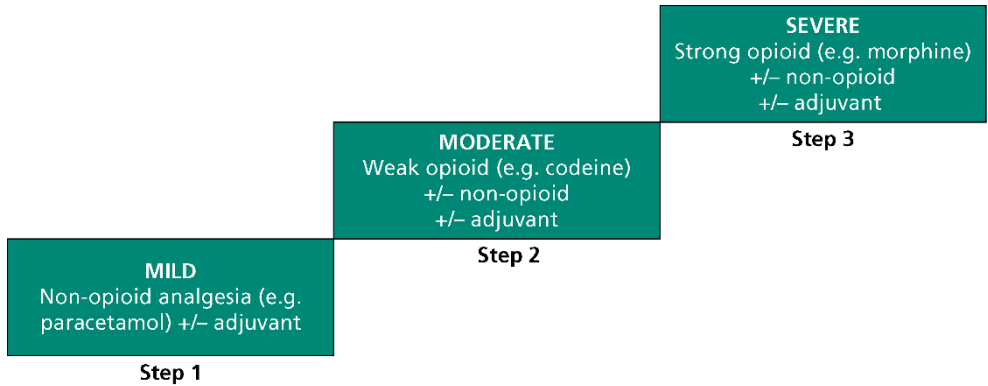 SEVERE
Strong opioid (e.g. morphine)
+/– non-opioid
+/– adjuvant
Step 3
MODERATE
Weak opioid (e.g. codeine)
+/– non-opioid
+/– adjuvant
Step 2
MILD
Non-opioid analgesia (e.g.
paracetamol) +/– adjuvant
Step 1